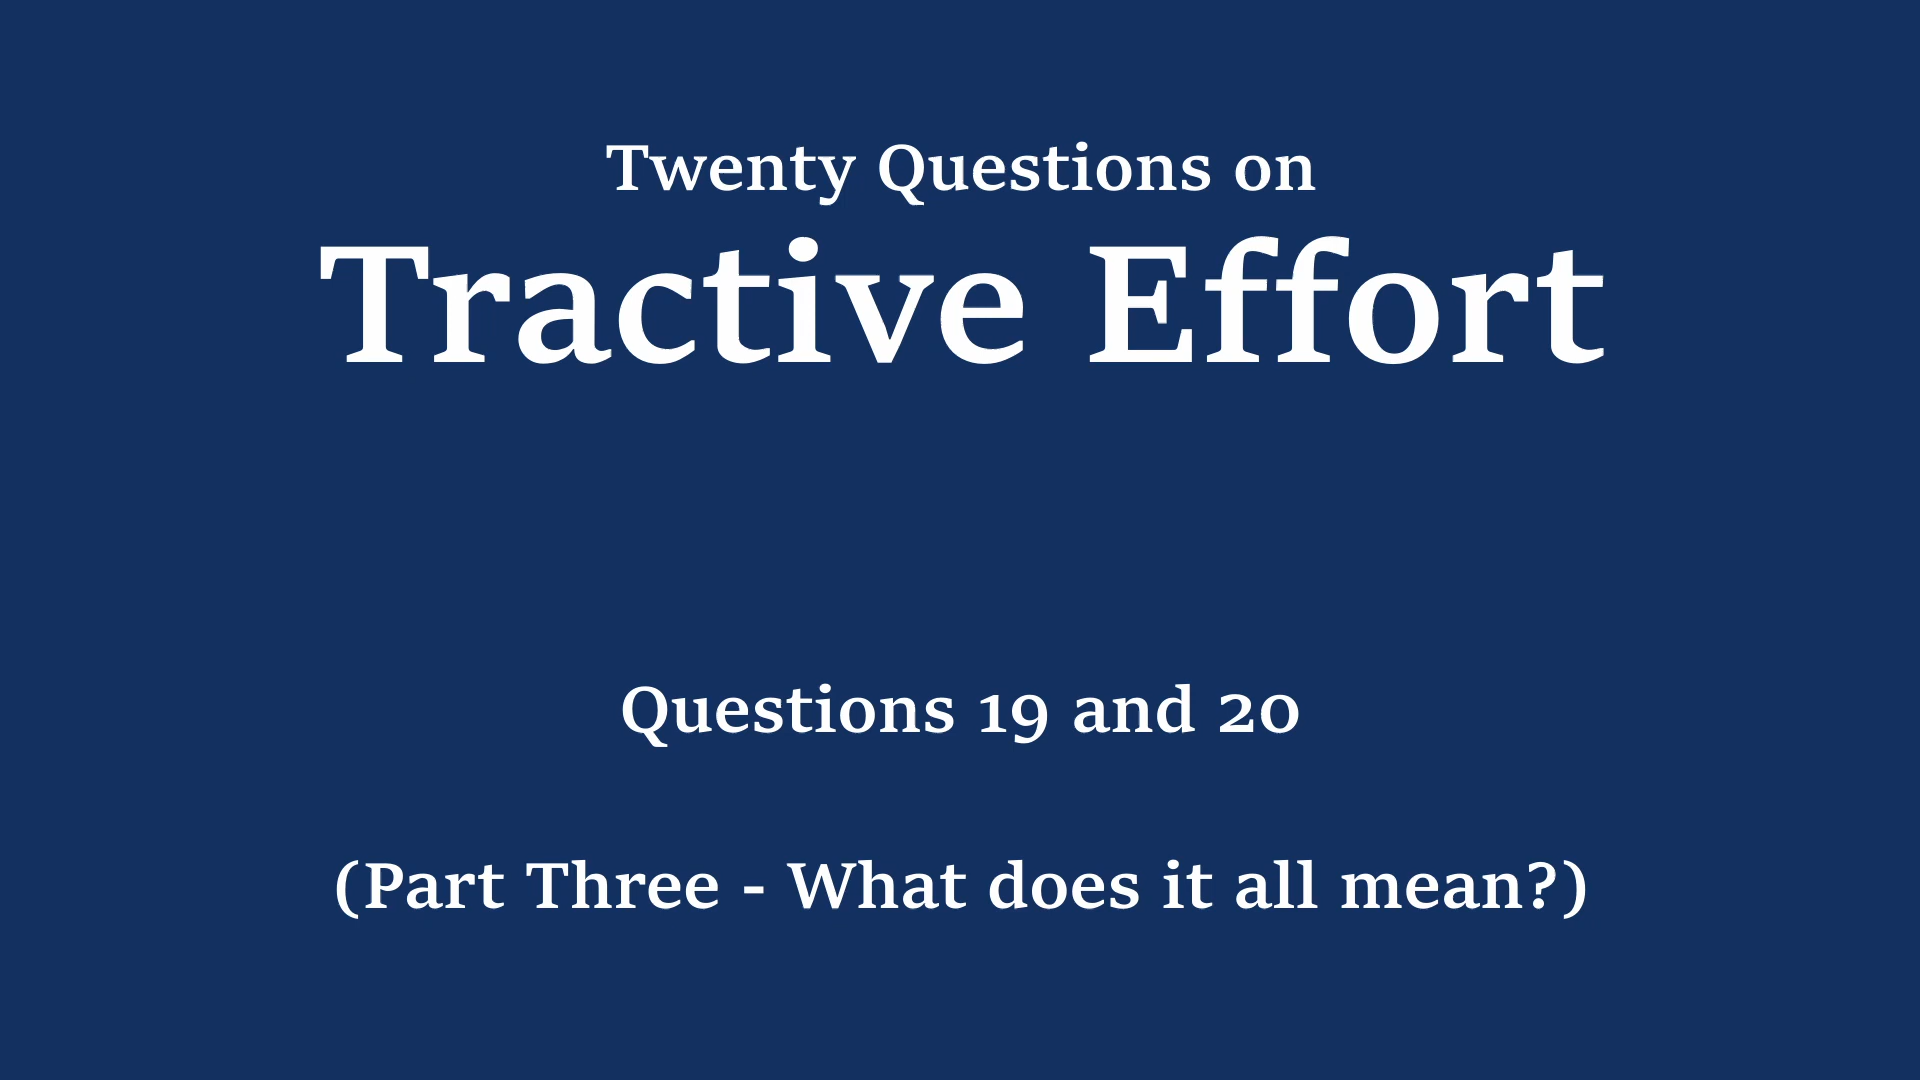 Twenty Questions on
Tractive Effort
Questions 19 and 20
(Part Three - What does it all mean?)